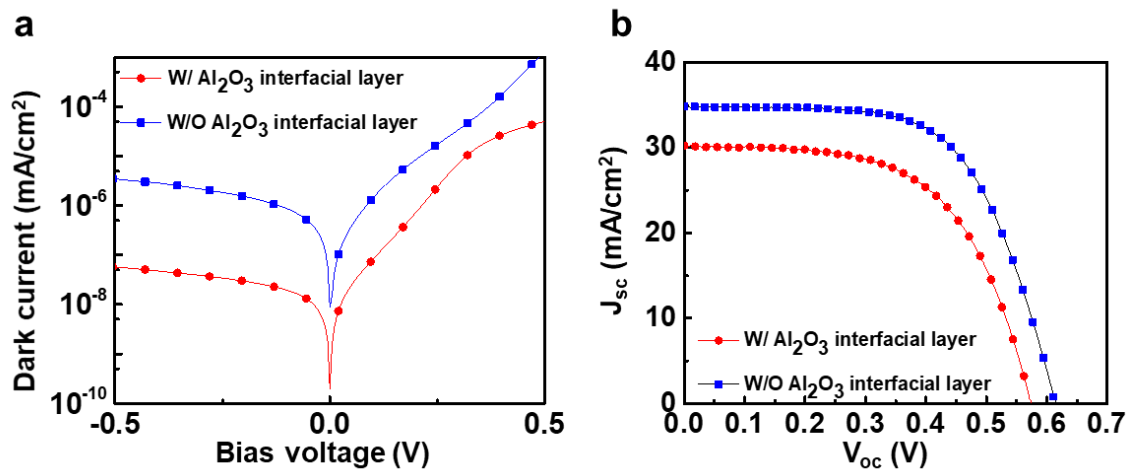 a
W/ Al₂O₃ interfacial layer
W/O Al₂O₃ interfacial layer
Dark current (mA/cm²)
10⁻⁴
10⁻⁶
10⁻⁸
10⁻¹⁰
-0.5
0.0
0.5
Bias voltage (V)
b
W/ Al₂O₃ interfacial layer
W/O Al₂O₃ interfacial layer
Jsc (mA/cm²)
40
30
20
10
0
0.0 0.1 0.2 0.3 0.4 0.5 0.6 0.7
Voc (V)